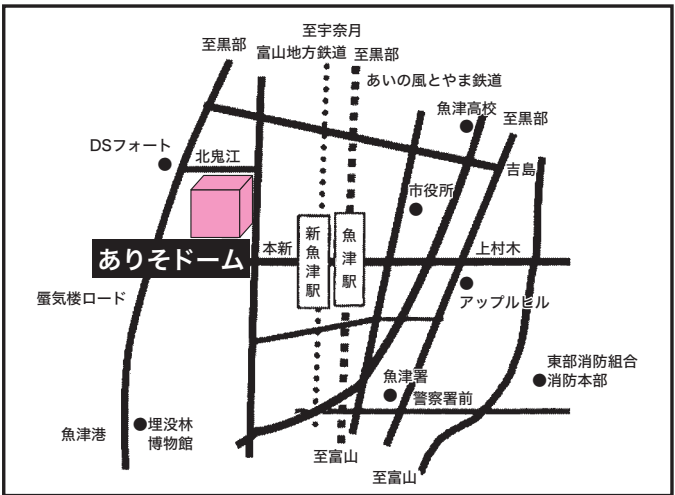 至宇奈月
至黒部
富山地方鉄道
至黒部
あいの風とやま鉄道
魚津高校
至黒部
DSフォート
北鬼江
吉島
市役所
ありそドーム
本新
新魚津駅
魚津駅
上村木
蜃気楼ロード
アップルヒル
東部消防組合
消防本部
魚津署
警察署前
埋没林
博物館
魚津港
至富山
至富山